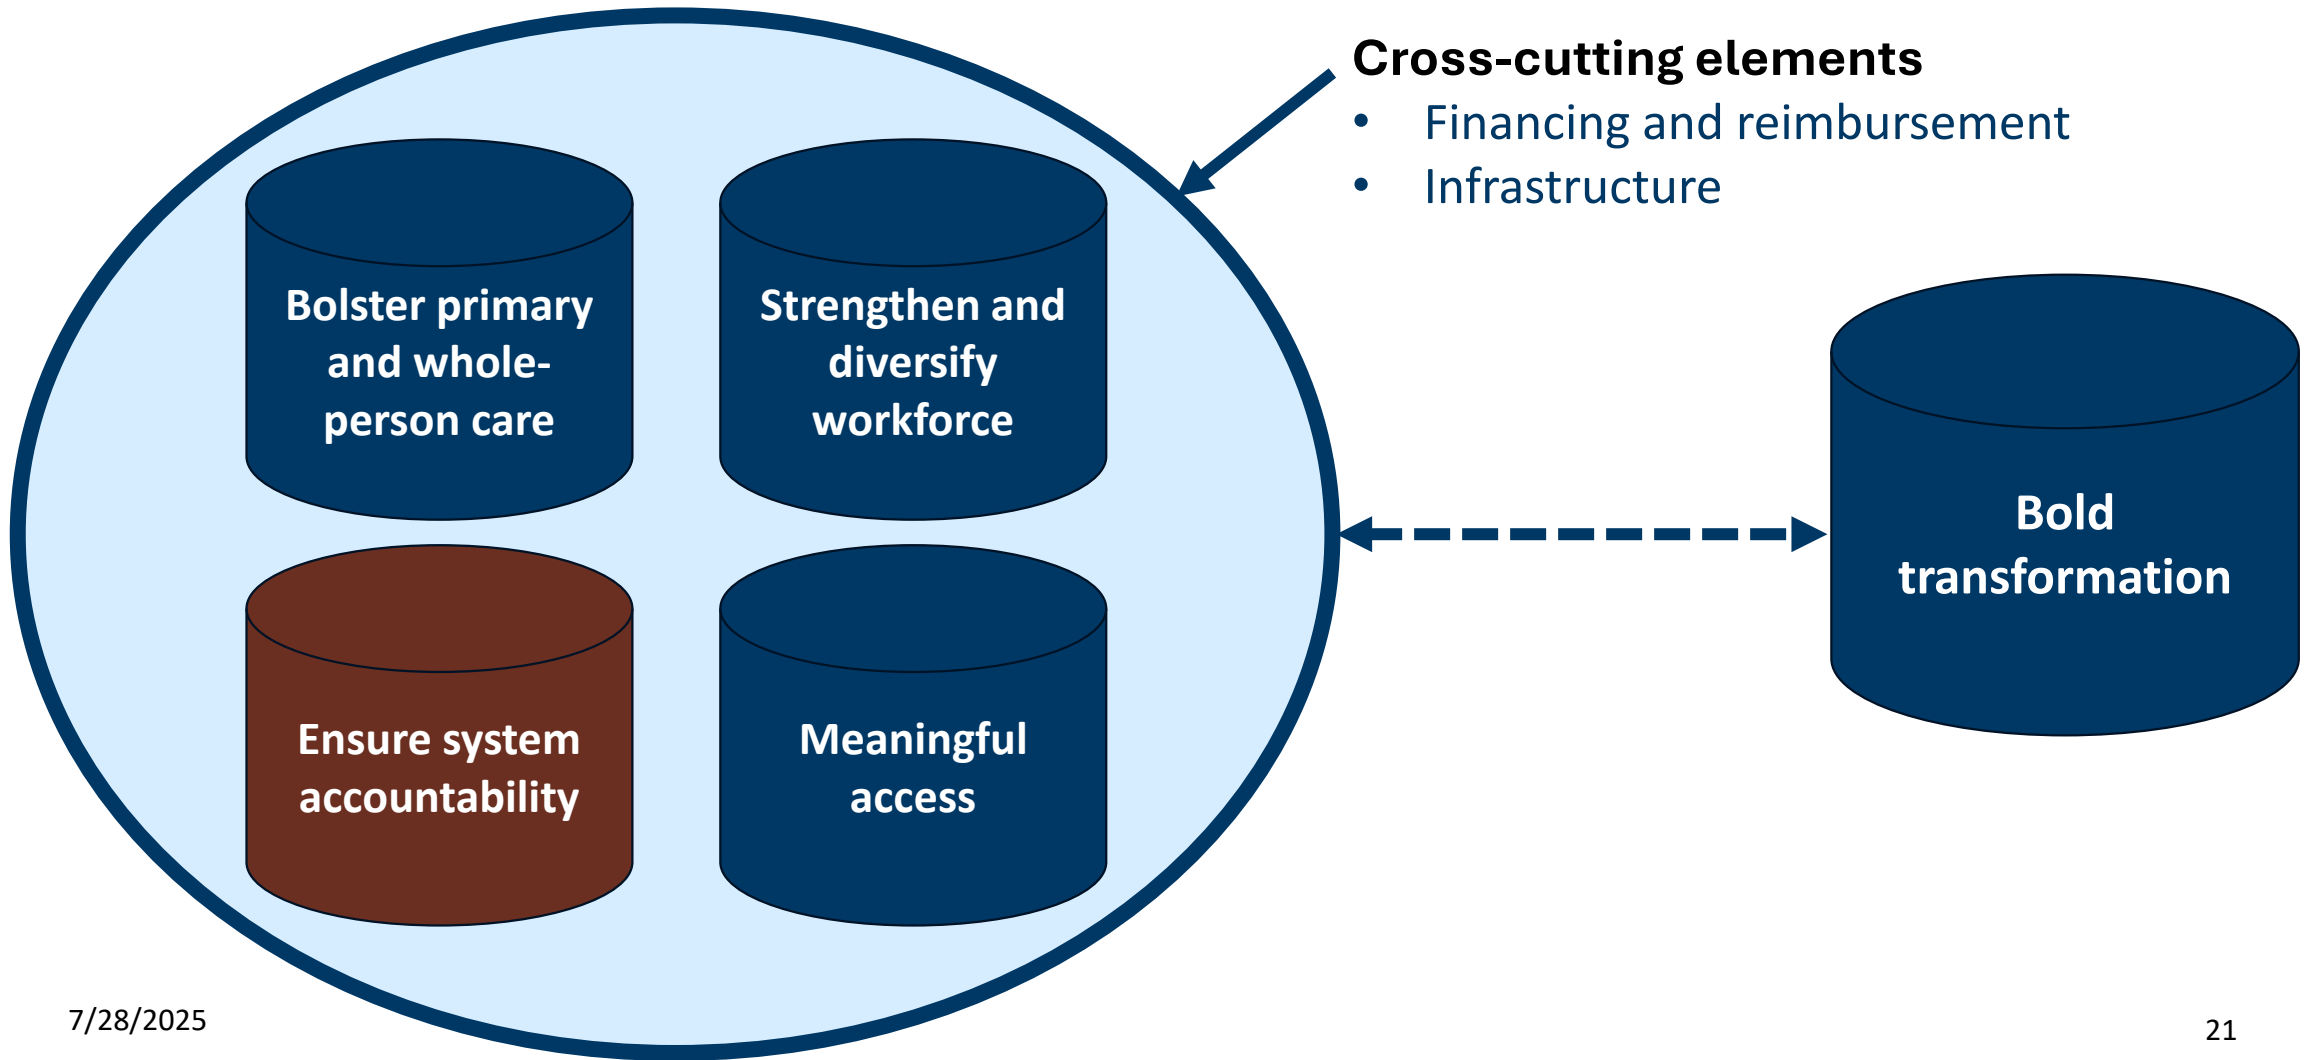 Cross-cutting elements
• Financing and reimbursement
• Infrastructure
Bolster primary
and whole-
person care
Strengthen and
diversify
workforce
Ensure system
accountability
Meaningful
access
Bold
transformation
7/28/2025
21